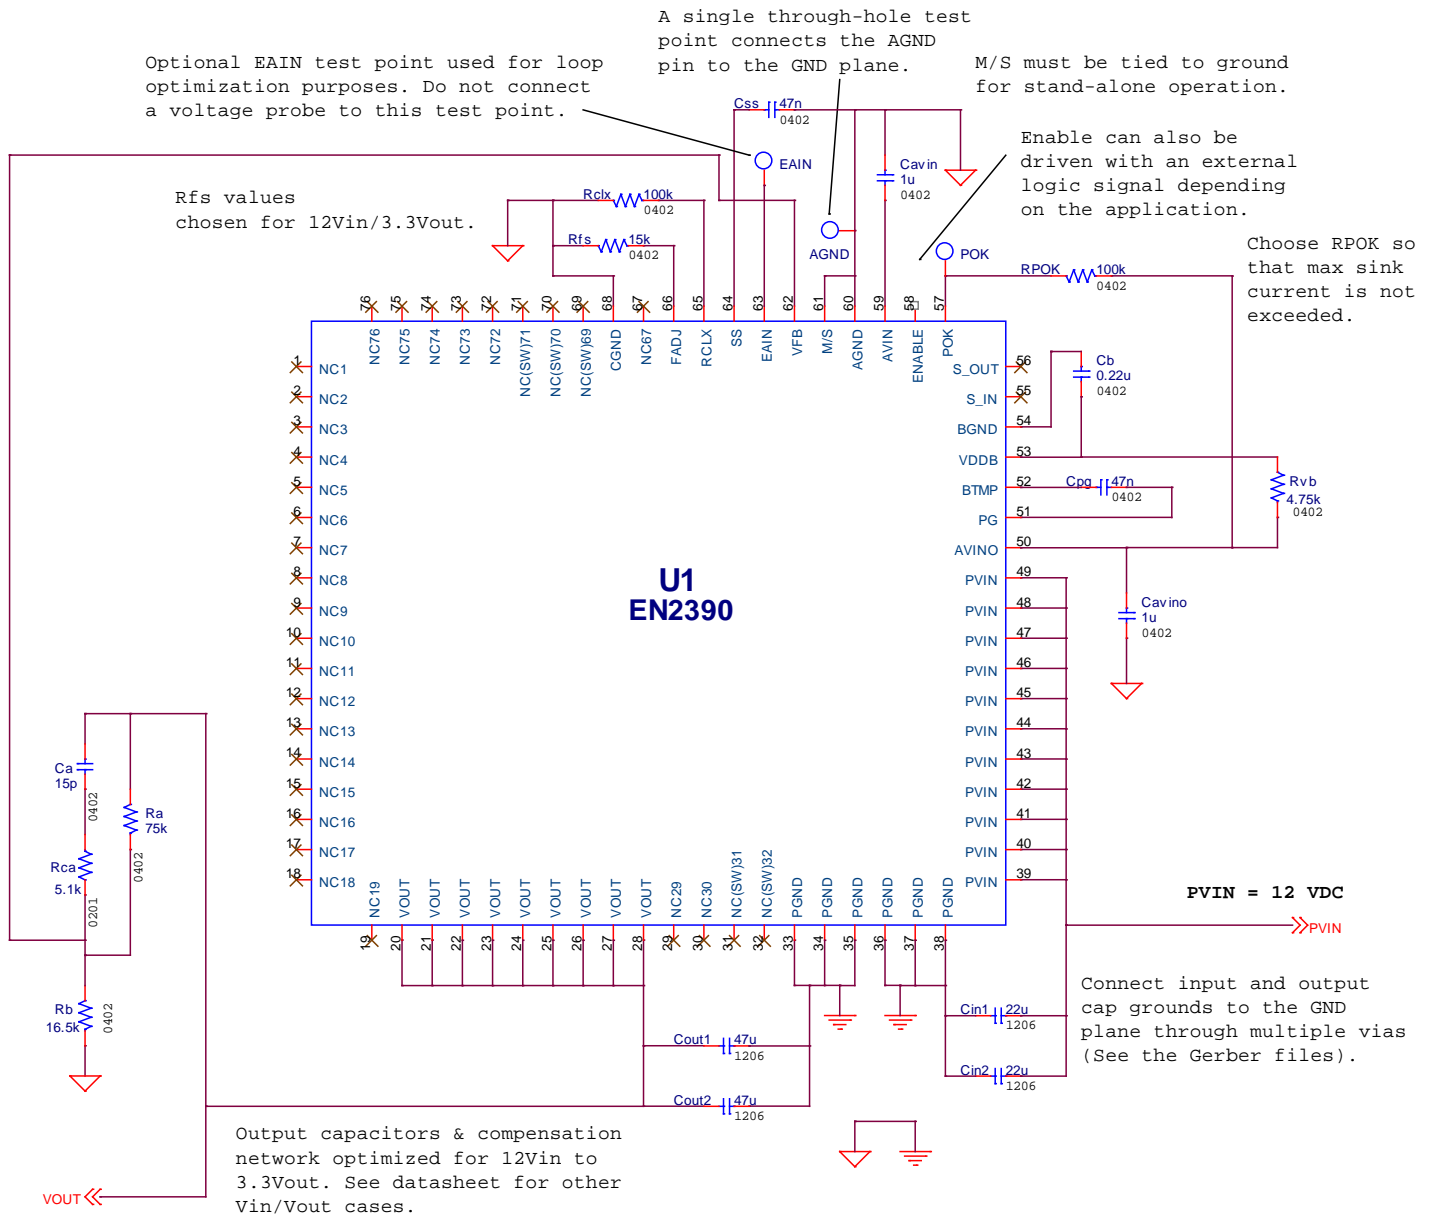 A single through-hole test
point connects the AGND
pin to the GND plane.
Optional EAIN test point used for loop
optimization purposes. Do not connect
a voltage probe to this test point.
M/S must be tied to ground
for stand-alone operation.
Enable can also be
driven with an external
logic signal depending
on the application.
Rfs values
chosen for 12Vin/3.3Vout.
Choose RPOK so
that max sink
current is not
exceeded.
Css 47n
0402
EAIN
Cavin
1u
0402
Rclx 100k
0402
Rfs 15k
0402
AGND
POK
RPOK 100k
0402
76 75 74 73 72 71 70 69 68 67 66 65 64 63 62 61 60 59 58 57
NC76
NC75
NC74
NC73
NC72
NC(SW)71
NC(SW)70
NC(SW)69
CGND
NC67
FADJ
RCLX
SS
EAIN
VFB
M/S
AGND
AVIN
ENABLE
POK
1 NC1
2 NC2
3 NC3
4 NC4
5 NC5
6 NC6
7 NC7
8 NC8
9 NC9
10 NC10
11 NC11
12 NC12
13 NC13
14 NC14
15 NC15
16 NC16
17 NC17
18 NC18
U1
EN2390
S_OUT 56
S_IN 55
BGND 54
VDDB 53
BTMP 52
PG 51
AVINO 50
PVIN 49
PVIN 48
PVIN 47
PVIN 46
PVIN 45
PVIN 44
PVIN 43
PVIN 42
PVIN 41
PVIN 40
PVIN 39
Cb
0.22u
0402
Cpg 47n
0402
Rvb
4.75k
0402
Cavino
1u
0402
NC19
VOUT
VOUT
VOUT
VOUT
VOUT
VOUT
VOUT
VOUT
VOUT
NC29
NC30
NC(SW)31
NC(SW)32
PGND
PGND
PGND
PGND
PGND
PGND
19 20 21 22 23 24 25 26 27 28 29 30 31 32 33 34 35 36 37 38
Ca
15p
0402
Ra
75k
0402
Rca
5.1k
0201
Rb
16.5k
0402
PVIN = 12 VDC
PVIN
Connect input and output
cap grounds to the GND
plane through multiple vias
(See the Gerber files).
Cin1 22u
1206
Cin2 22u
1206
Cout1 47u
1206
Cout2 47u
1206
Output capacitors & compensation
network optimized for 12Vin to
3.3Vout. See datasheet for other
Vin/Vout cases.
VOUT